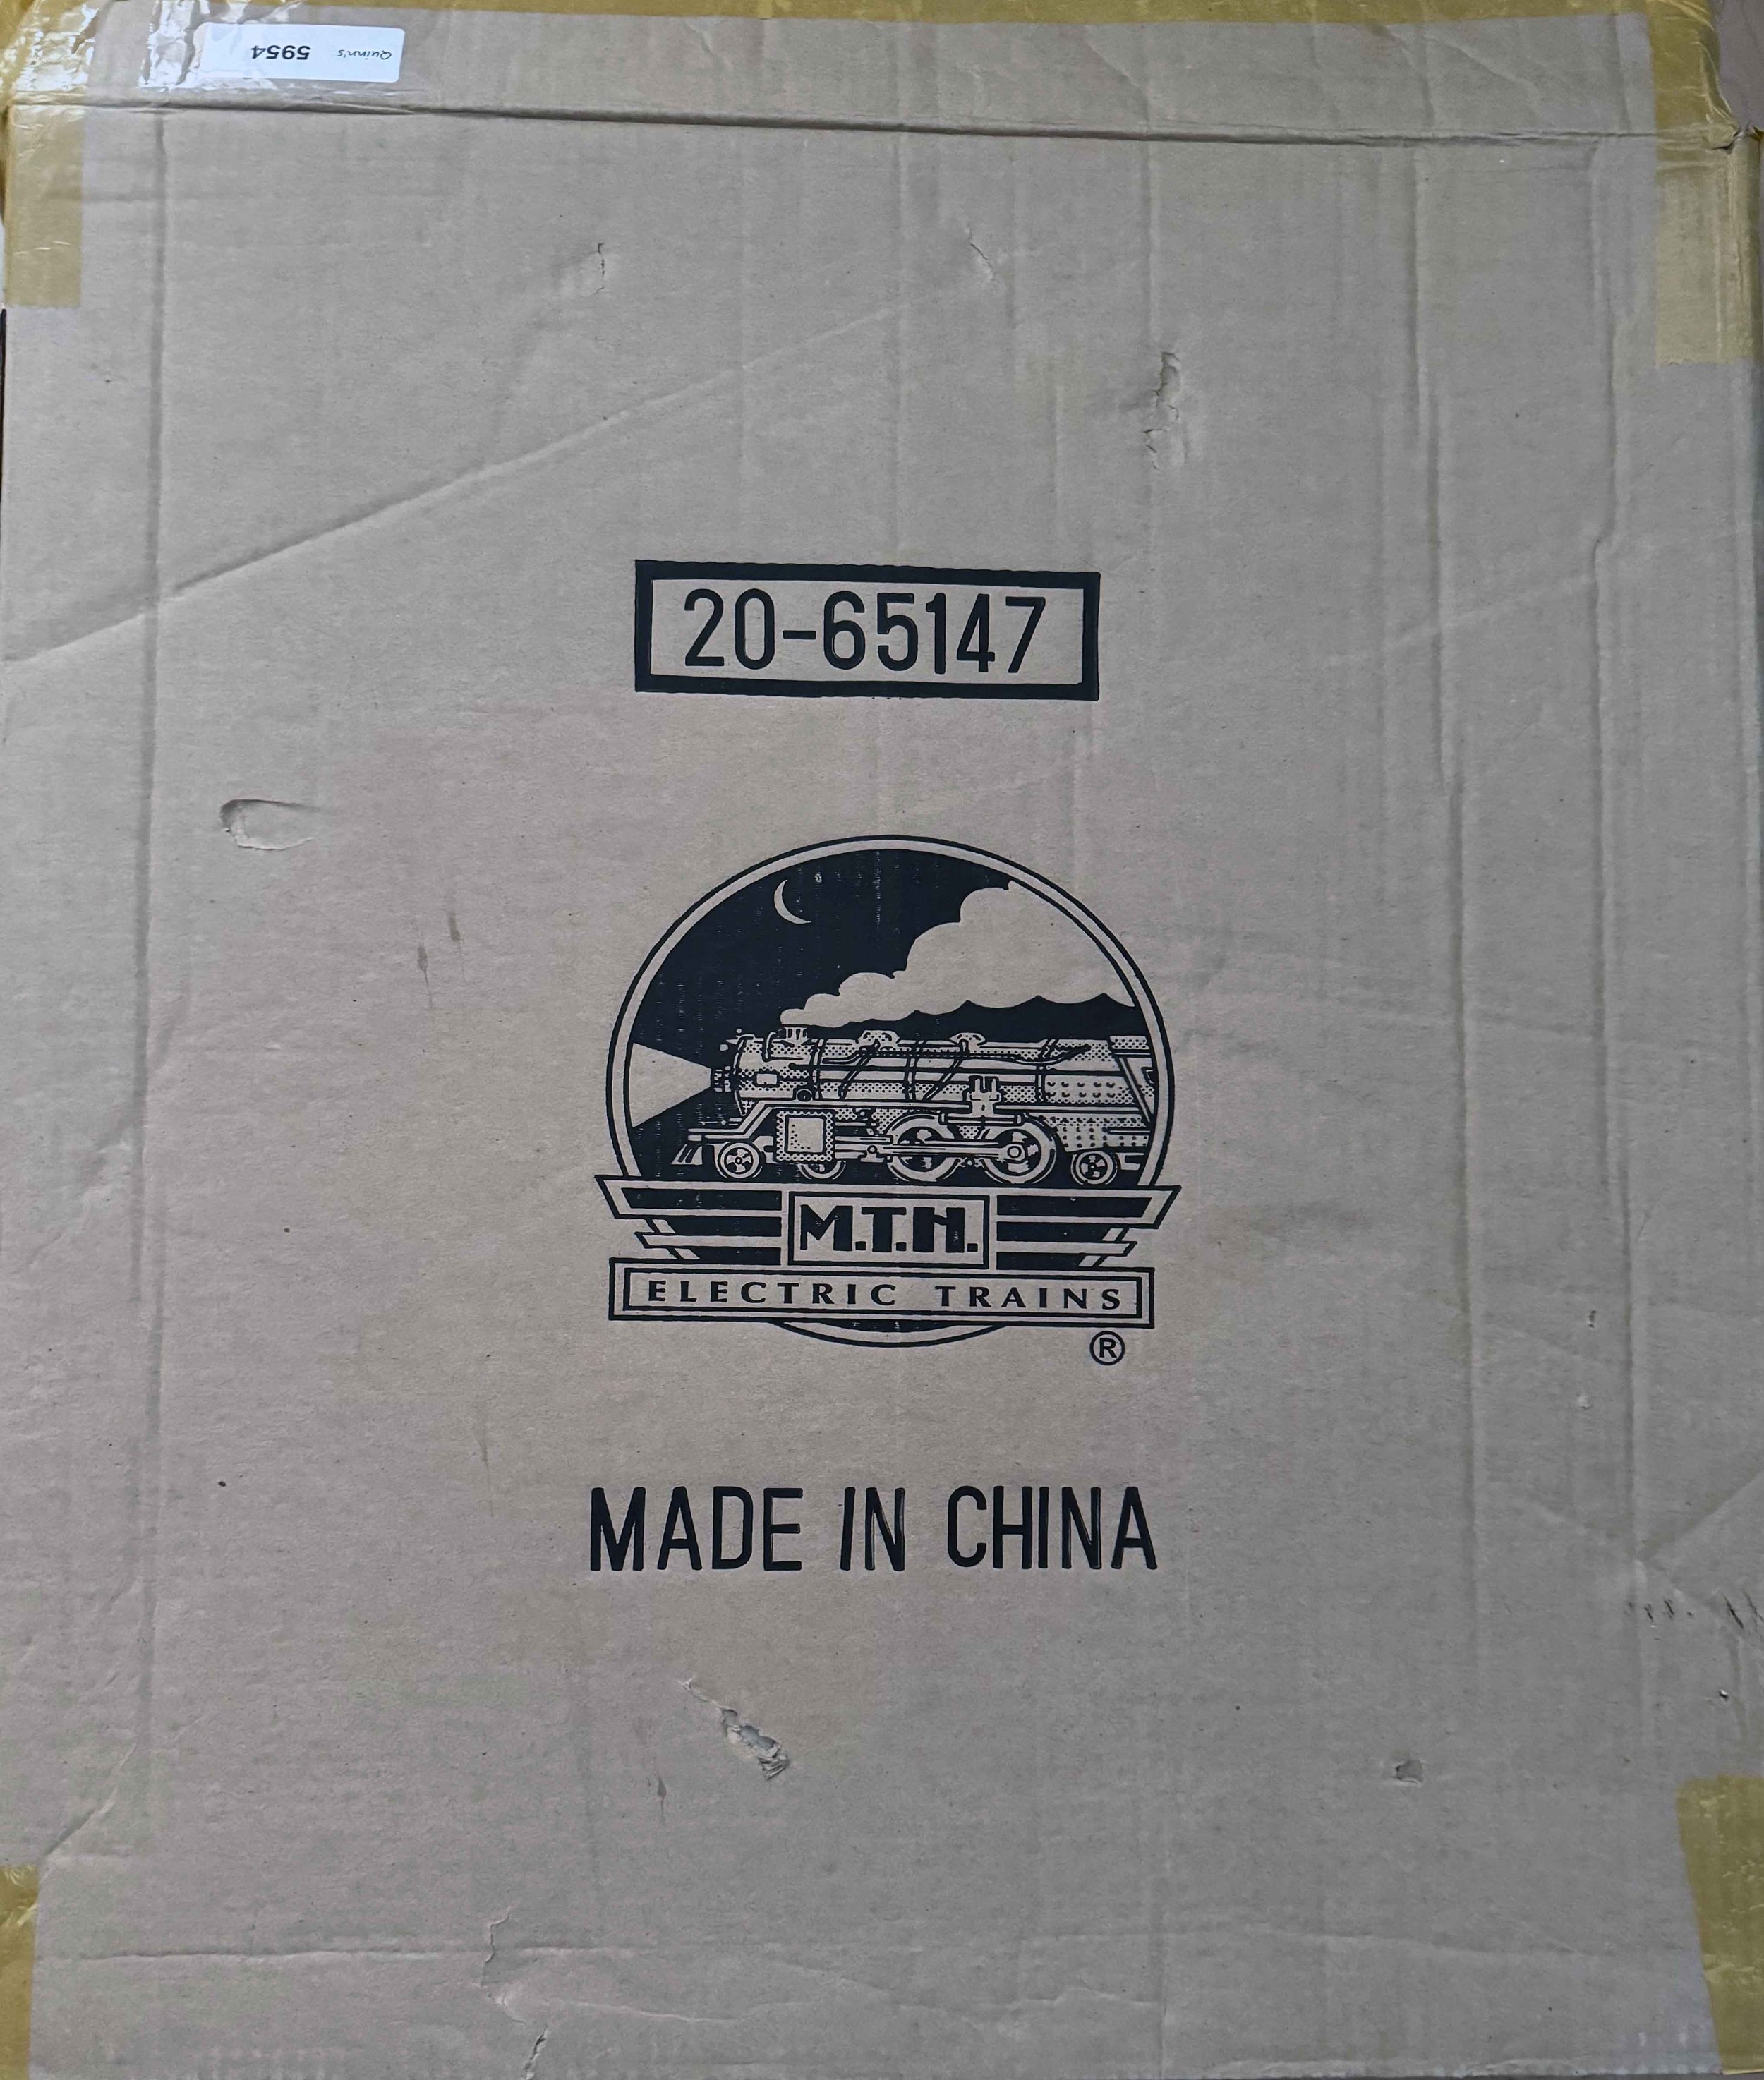 Quinn's 5954
20-65147
M.T.H.
ELECTRIC TRAINS
®
MADE IN CHINA